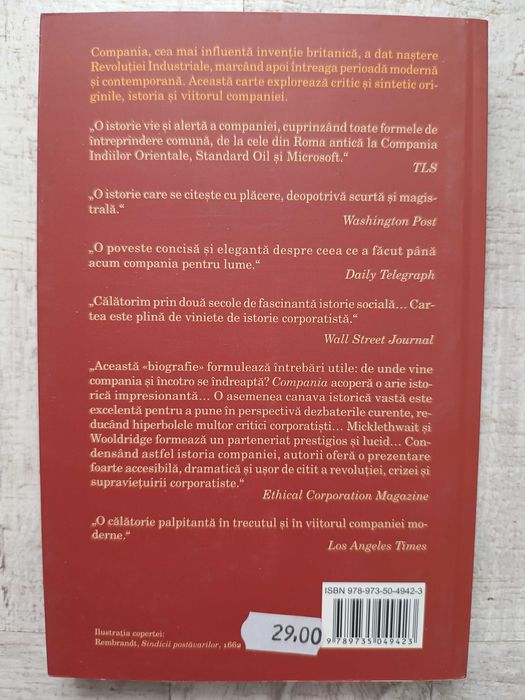 Compania, cea mai influentă invenție britanică, a dat naștere
Revoluției Industriale, marcând apoi întreaga perioadă modernă
și contemporană. Această carte explorează critic și sintetic ori-
ginile, istoria și viitorul companiei.
„O istorie vie și alertă a companiei, cuprinzând toate formele de
întreprindere comună, de la cele din Roma antică la Compania
Indiilor Orientale, Standard Oil și Microsoft.“
TLS
„O istorie care se citește cu plăcere, deopotrivă scurtă și magis-
trală.“
Washington Post
„O poveste concisă și elegantă despre ceea ce a făcut până
acum compania pentru lume.“
Daily Telegraph
„Călătorim prin două secole de fascinantă istorie socială... Car-
tea este plină de viniete de istorie corporatistă.“
Wall Street Journal
„Această «biografie» formulează întrebări utile: de unde vine
compania și încotro se îndreaptă? Compania acoperă o arie isto-
rică impresionantă... O asemenea canava istorică vastă este
excelentă pentru a pune în perspectivă dezbaterile curente, re-
ducând hiperbolele multor critici corporatiști... Micklethwait și
Wooldridge formează un parteneriat prestigios și lucid... Con-
densând astfel istoria companiei, autorii oferă o prezentare
foarte accesibilă, dramatică și ușor de citit a revoluției, crizei și
supraviețuirii corporatiste.“
Ethical Corporation Magazine
„O călătorie palpitantă în trecutul și în viitorul companiei mo-
derne.“
Los Angeles Times
ISBN 978-973-50-4942-3
9 789735 049423
29.00
Ilustrația copertei:
Rembrandt, Sindicii postăvarilor, 1662